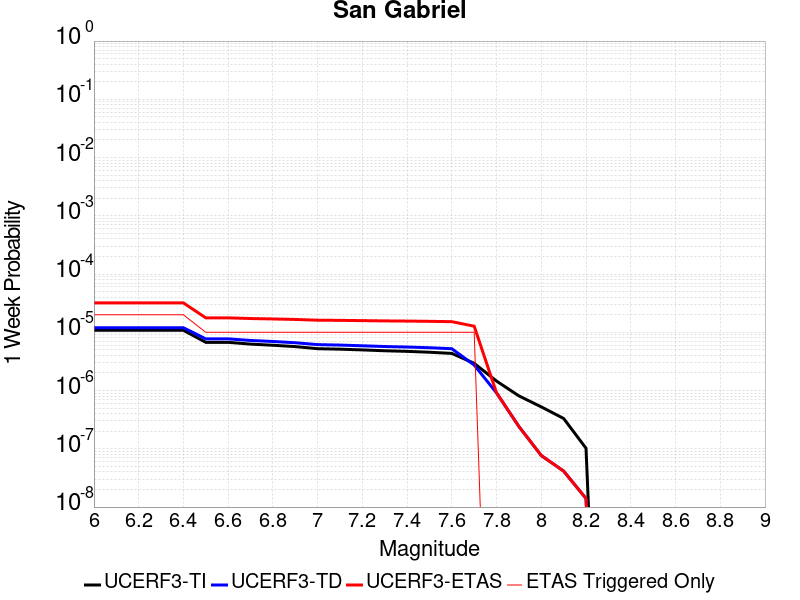 San Gabriel
1 Week Probability
10^0
10^-1
10^-2
10^-3
10^-4
10^-5
10^-6
10^-7
10^-8
6 6.2 6.4 6.6 6.8 7 7.2 7.4 7.6 7.8 8 8.2 8.4 8.6 8.8 9
Magnitude
UCERF3-TI UCERF3-TD UCERF3-ETAS ETAS Triggered Only